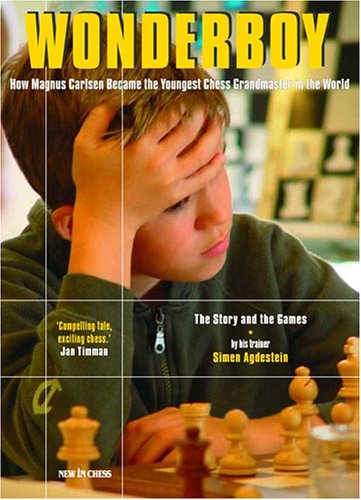 WONDERBOY
How Magnus Carlsen Became the Youngest Chess Grandmaster in the World
The Story and the Games
by his trainer
Simen Agdestein
'Compelling tale,
exciting chess.'
Jan Timman
NEW IN CHESS